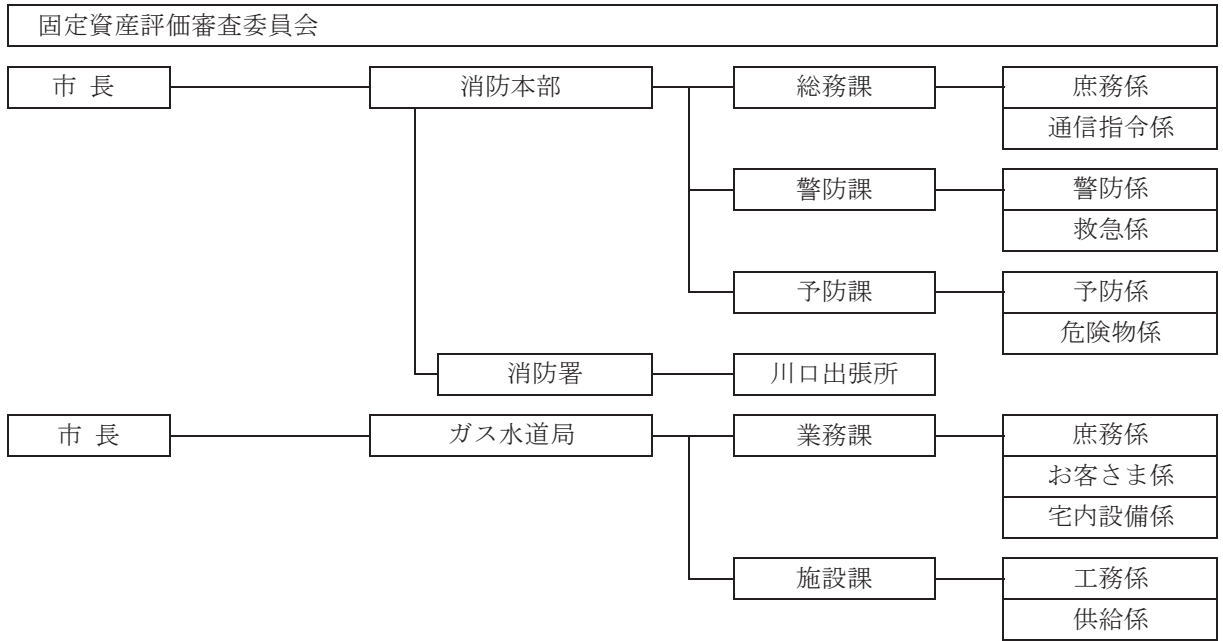 固定資産評価審査委員会
市 長
消防本部
総務課
庶務係
通信指令係
警防課
警防係
救急係
予防課
予防係
危険物係
消防署
川口出張所
市 長
ガス水道局
業務課
庶務係
お客さま係
宅内設備係
施設課
工務係
供給係